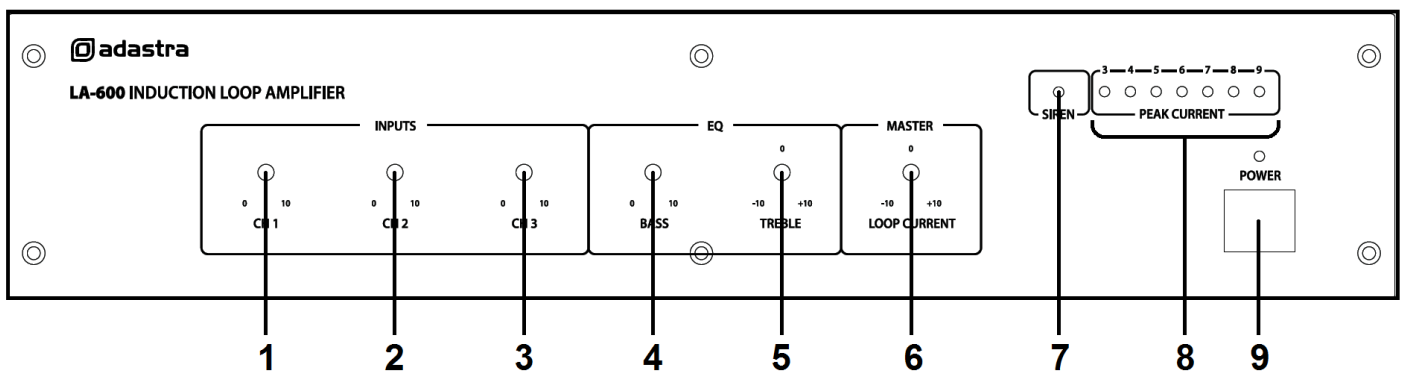 adastra
LA-600 INDUCTION LOOP AMPLIFIER
INPUTS EQ MASTER
0 0
0 10 0 10 0 10 0 10 -10 +10 -10 +10
CH 1 CH 2 CH 3 BASS TREBLE LOOP CURRENT
3 4 5 6 7 8 9
SIREN PEAK CURRENT
POWER
1 2 3 4 5 6 7 8 9